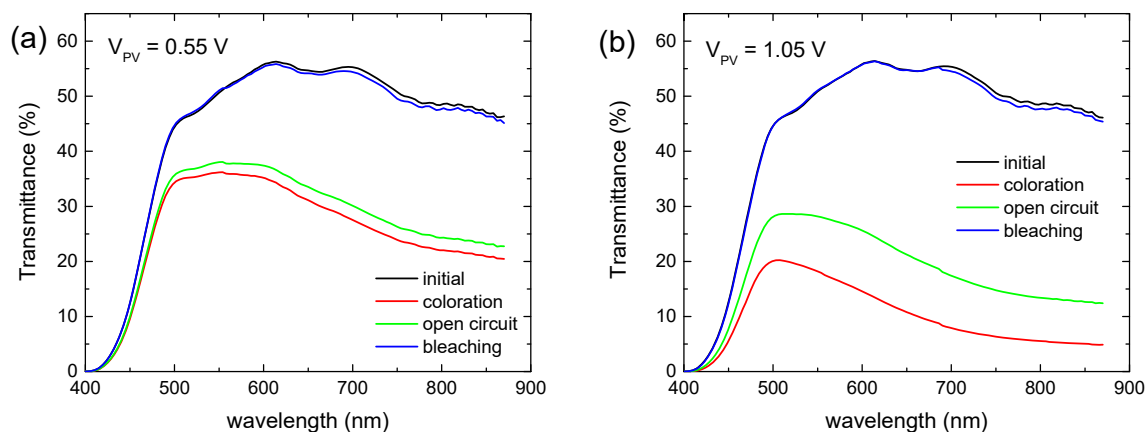 (a)
V_PV = 0.55 V
Transmittance (%)
60
50
40
30
20
10
0
initial
coloration
open circuit
bleaching
400 500 600 700 800 900
wavelength (nm)
(b)
V_PV = 1.05 V
Transmittance (%)
60
50
40
30
20
10
0
initial
coloration
open circuit
bleaching
400 500 600 700 800 900
wavelength (nm)